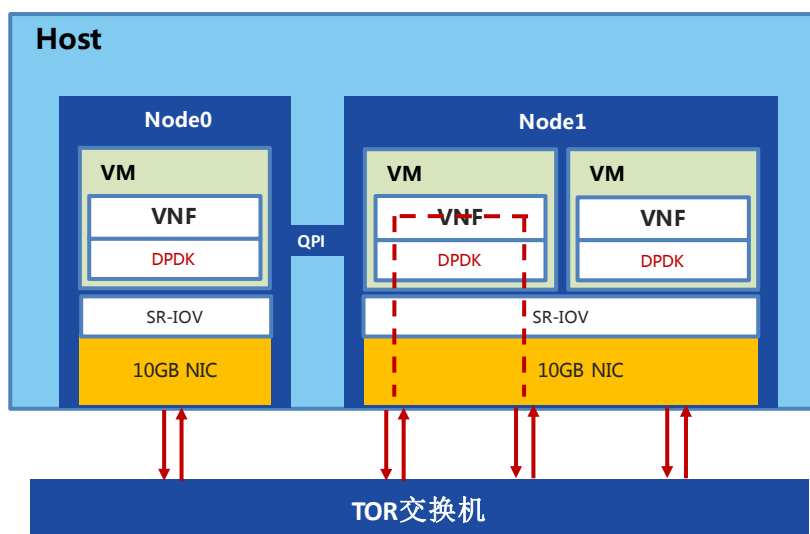 Host
Node0
Node1
VM
VM
VM
VNF
VNF
VNF
QPI
DPDK
DPDK
DPDK
SR-IOV
SR-IOV
10GB NIC
10GB NIC
TOR交换机